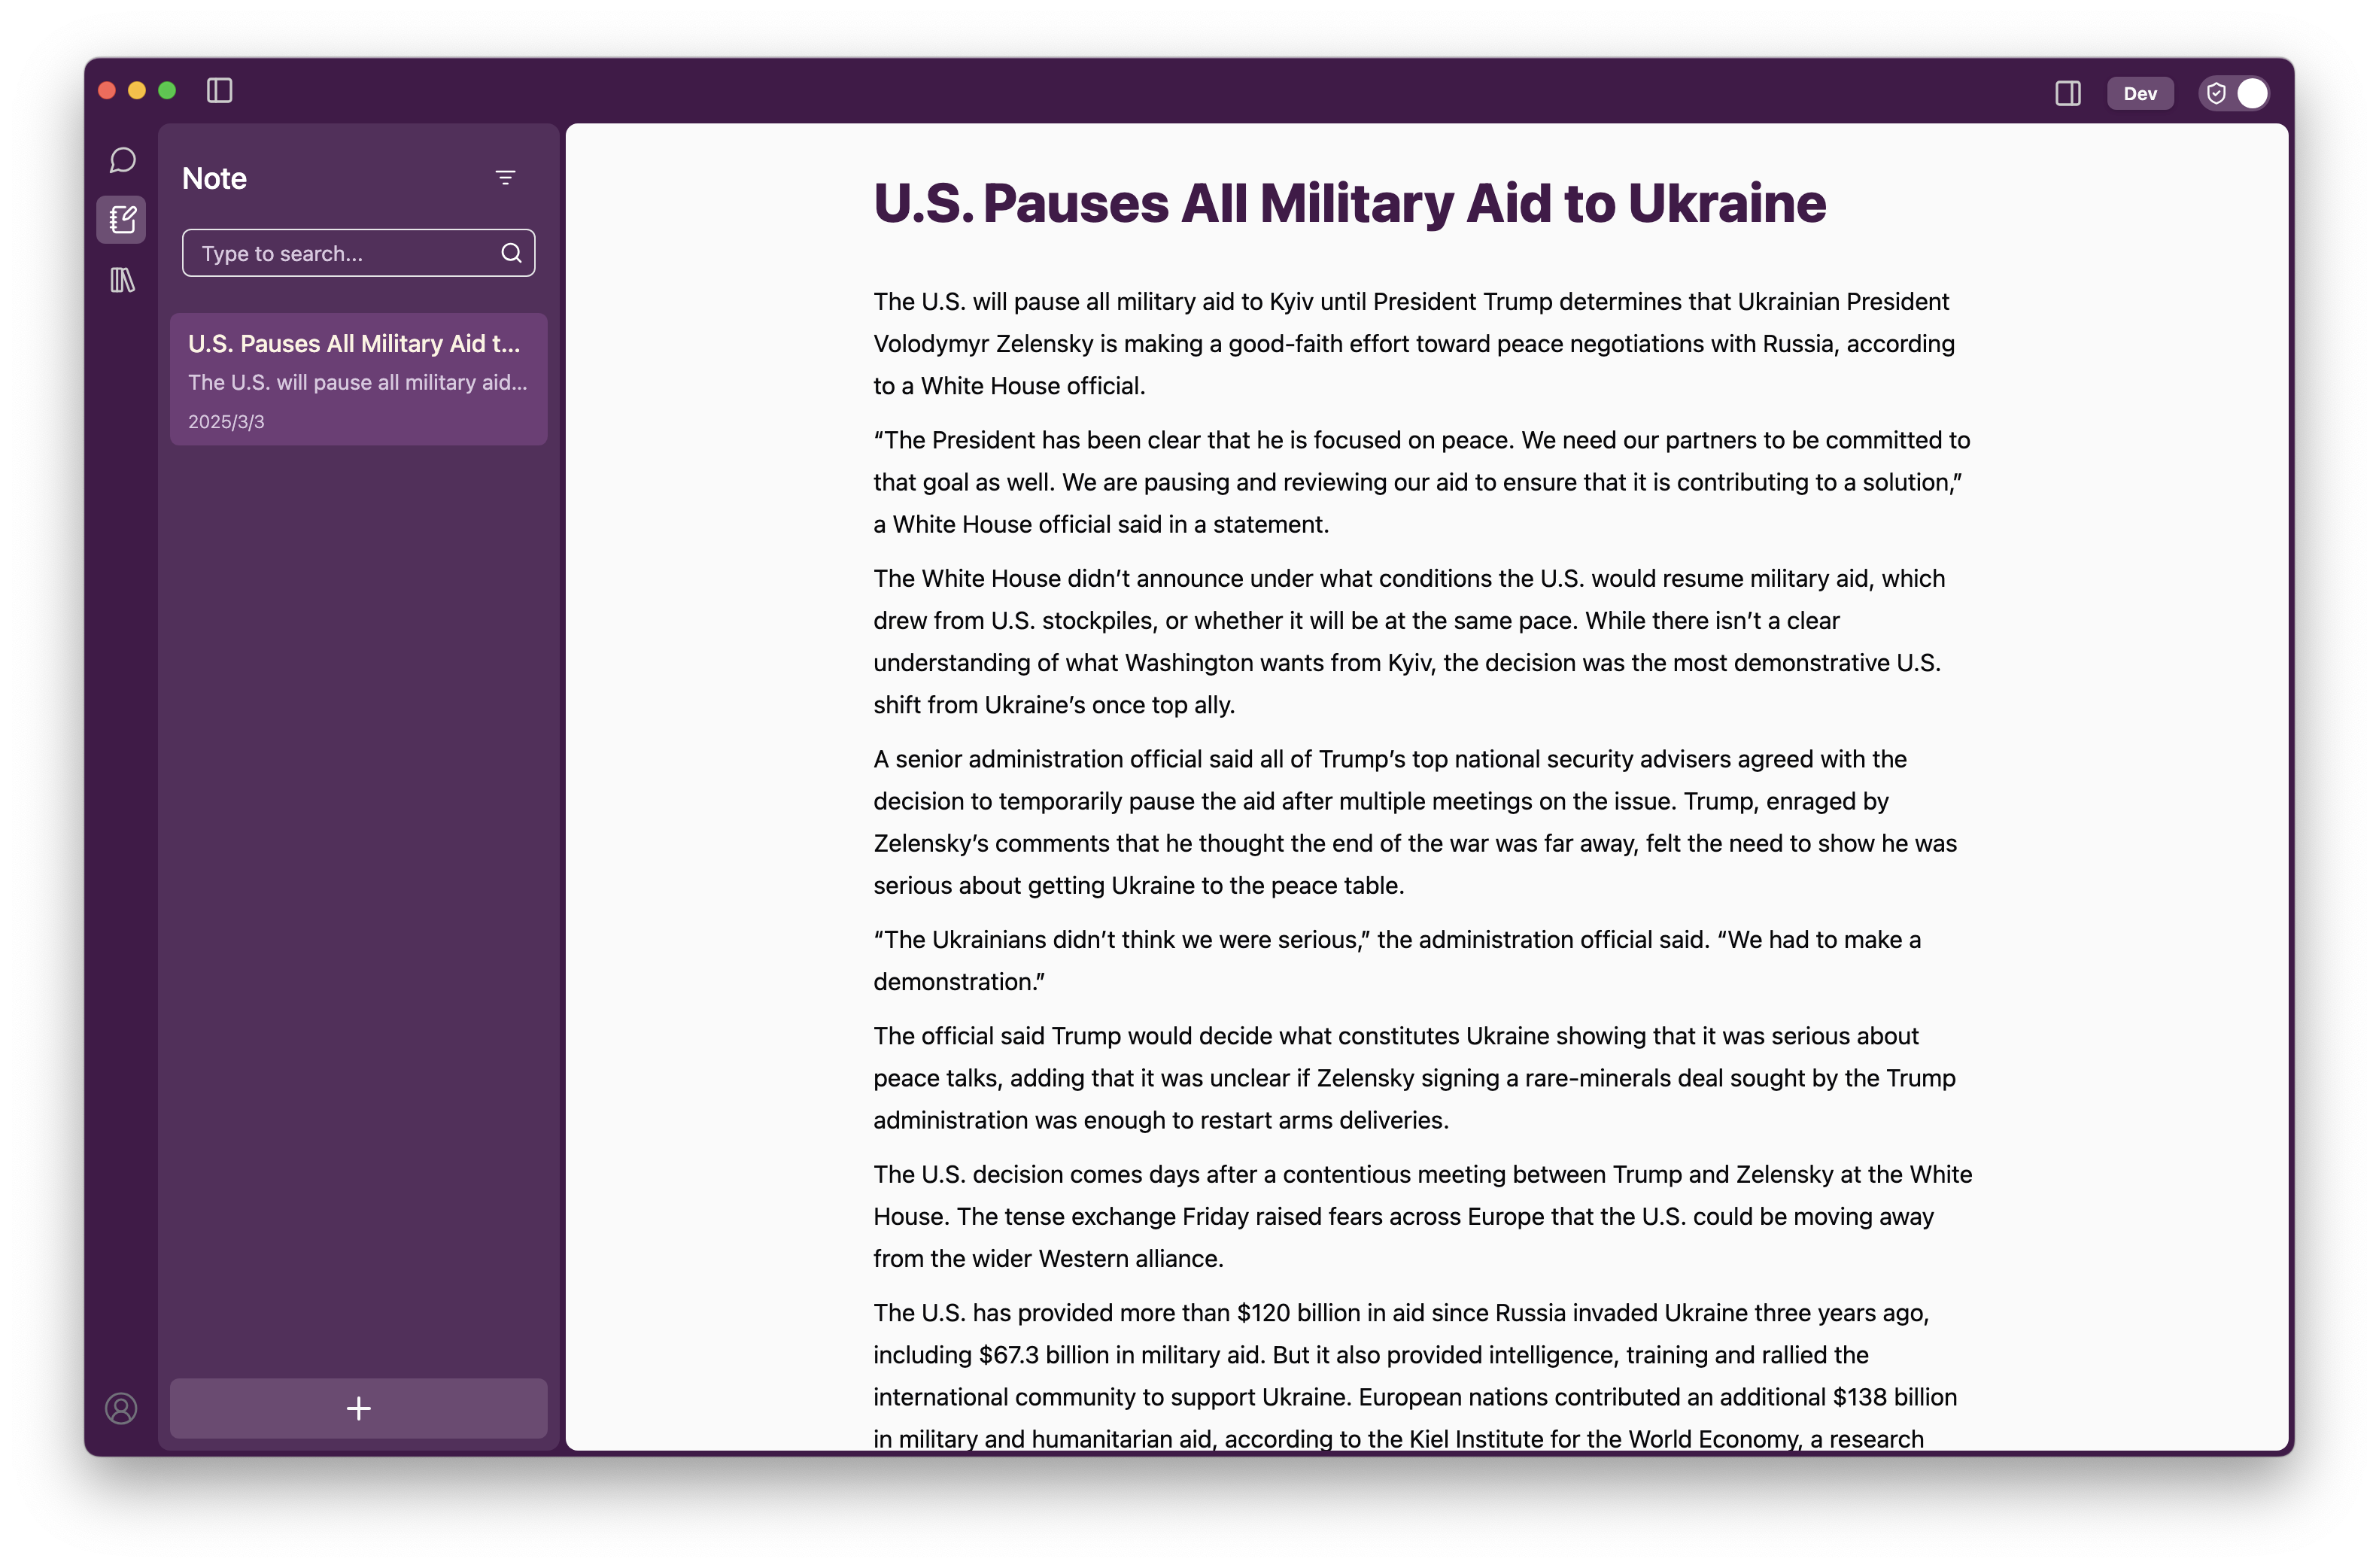 Dev
Note
Type to search...
U.S. Pauses All Military Aid t...
The U.S. will pause all military aid...
2025/3/3
U.S. Pauses All Military Aid to Ukraine
The U.S. will pause all military aid to Kyiv until President Trump determines that Ukrainian President
Volodymyr Zelensky is making a good-faith effort toward peace negotiations with Russia, according
to a White House official.
“The President has been clear that he is focused on peace. We need our partners to be committed to
that goal as well. We are pausing and reviewing our aid to ensure that it is contributing to a solution,”
a White House official said in a statement.
The White House didn’t announce under what conditions the U.S. would resume military aid, which
drew from U.S. stockpiles, or whether it will be at the same pace. While there isn’t a clear
understanding of what Washington wants from Kyiv, the decision was the most demonstrative U.S.
shift from Ukraine’s once top ally.
A senior administration official said all of Trump’s top national security advisers agreed with the
decision to temporarily pause the aid after multiple meetings on the issue. Trump, enraged by
Zelensky’s comments that he thought the end of the war was far away, felt the need to show he was
serious about getting Ukraine to the peace table.
“The Ukrainians didn’t think we were serious,” the administration official said. “We had to make a
demonstration.”
The official said Trump would decide what constitutes Ukraine showing that it was serious about
peace talks, adding that it was unclear if Zelensky signing a rare-minerals deal sought by the Trump
administration was enough to restart arms deliveries.
The U.S. decision comes days after a contentious meeting between Trump and Zelensky at the White
House. The tense exchange Friday raised fears across Europe that the U.S. could be moving away
from the wider Western alliance.
The U.S. has provided more than $120 billion in aid since Russia invaded Ukraine three years ago,
including $67.3 billion in military aid. But it also provided intelligence, training and rallied the
international community to support Ukraine. European nations contributed an additional $138 billion
in military and humanitarian aid, according to the Kiel Institute for the World Economy, a research